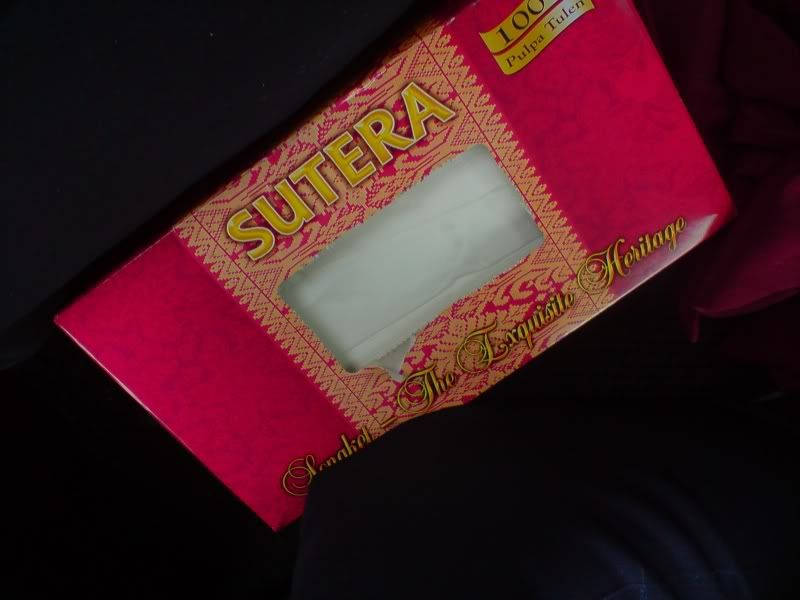 100
Pulpa Tulen
SUTERA
Songket - The Exquisite Heritage